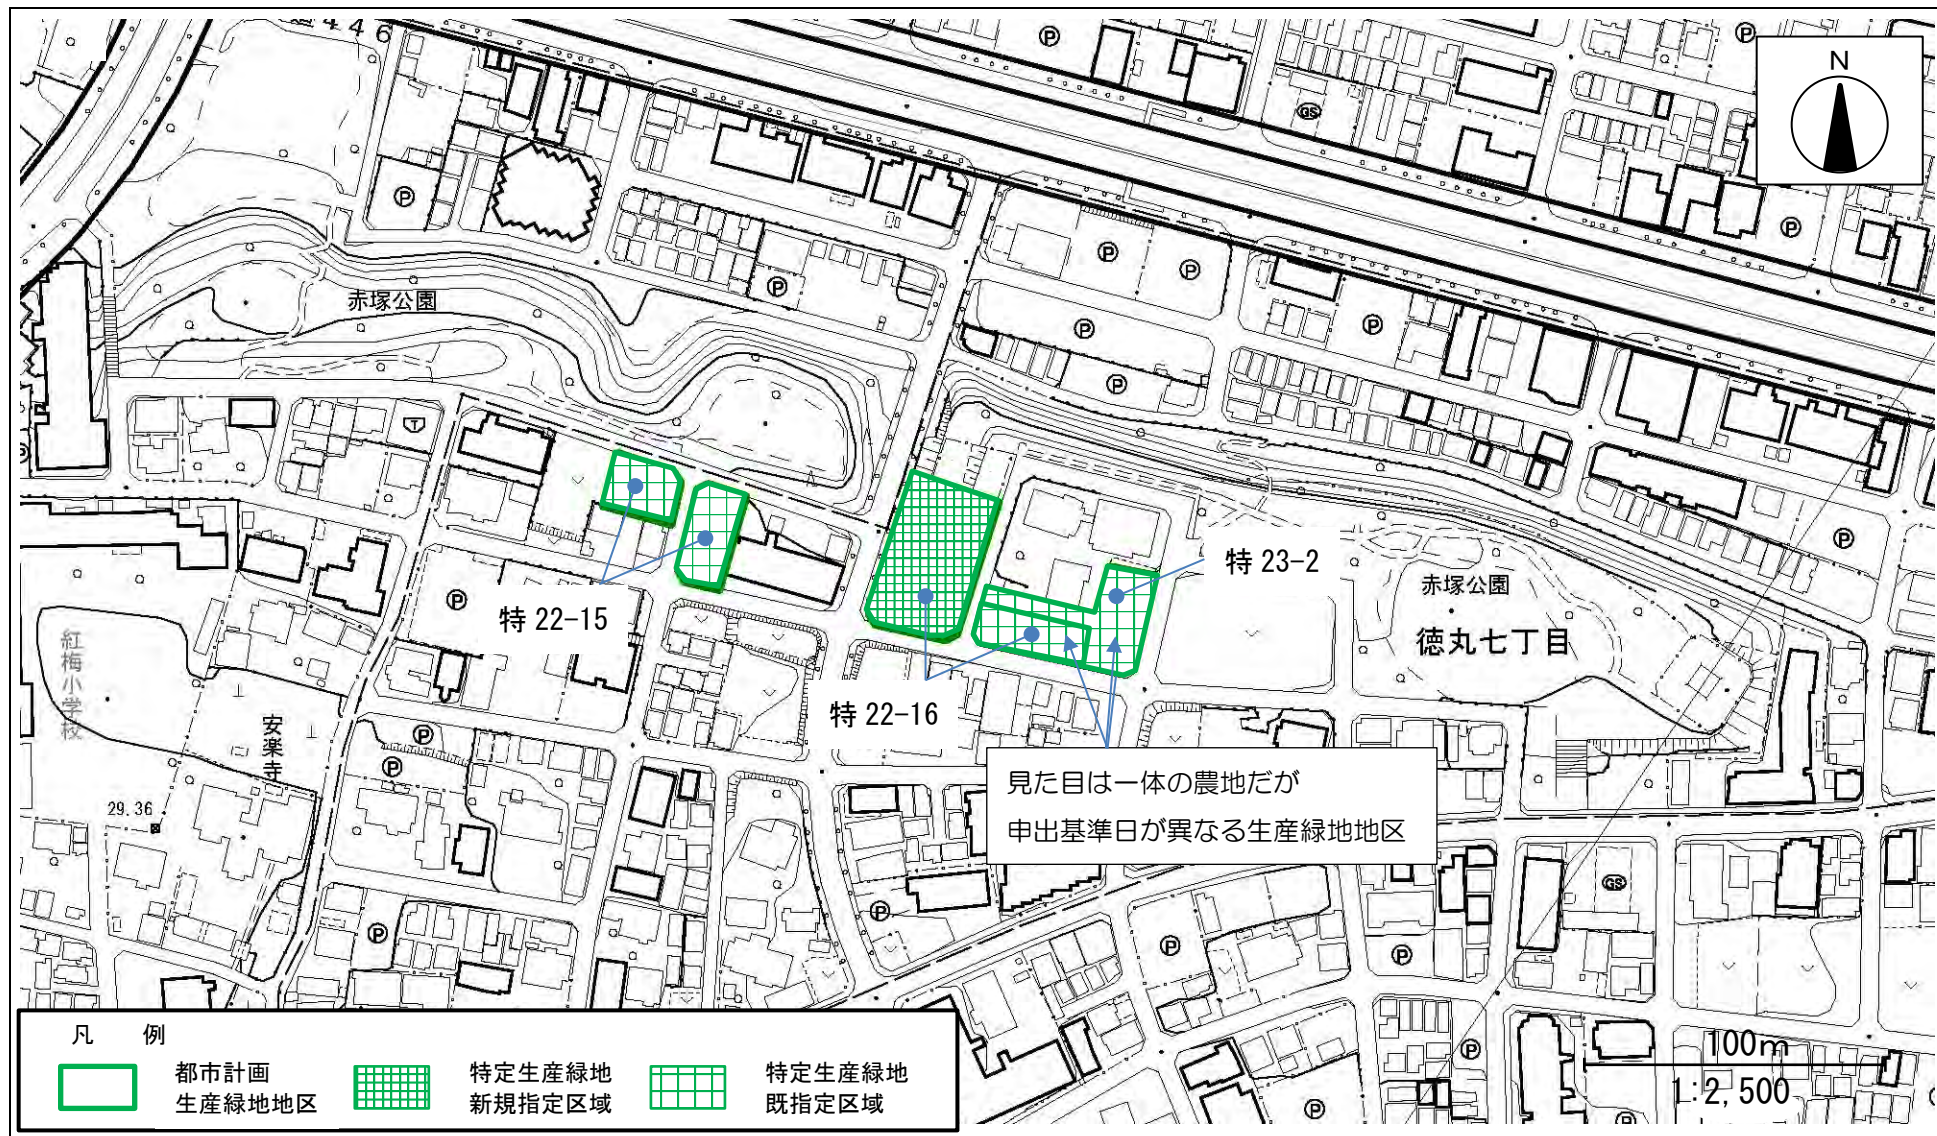 446
N
赤塚公園
特 23-2
赤塚公園
徳丸七丁目
特 22-15
特 22-16
紅梅小学校
安楽寺
29.36
見た目は一体の農地だが
申出基準日が異なる生産緑地地区
100m
1:2,500
凡 例
都市計画
生産緑地地区
特定生産緑地
新規指定区域
特定生産緑地
既指定区域
P
P
GS
P
P
P
P
P
P
P
P
T
P
P
P
P
P
P
P
P
P
GS
P
P
P